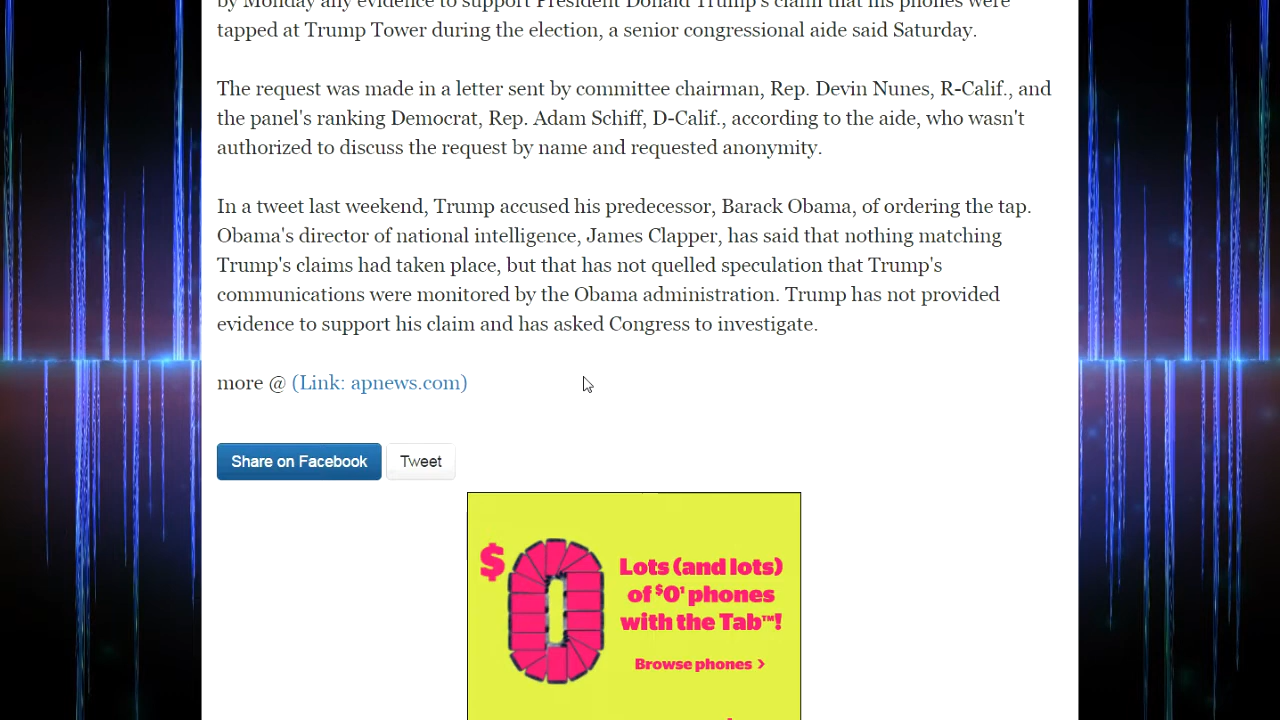 by Monday any evidence to support President Donald Trump's claim that his phones were
tapped at Trump Tower during the election, a senior congressional aide said Saturday.
The request was made in a letter sent by committee chairman, Rep. Devin Nunes, R-Calif., and
the panel's ranking Democrat, Rep. Adam Schiff, D-Calif., according to the aide, who wasn't
authorized to discuss the request by name and requested anonymity.
In a tweet last weekend, Trump accused his predecessor, Barack Obama, of ordering the tap.
Obama's director of national intelligence, James Clapper, has said that nothing matching
Trump's claims had taken place, but that has not quelled speculation that Trump's
communications were monitored by the Obama administration. Trump has not provided
evidence to support his claim and has asked Congress to investigate.
more @ (Link: apnews.com)
Share on Facebook Tweet
$0
Lots (and lots)
of $0† phones
with the Tab™!
Browse phones >